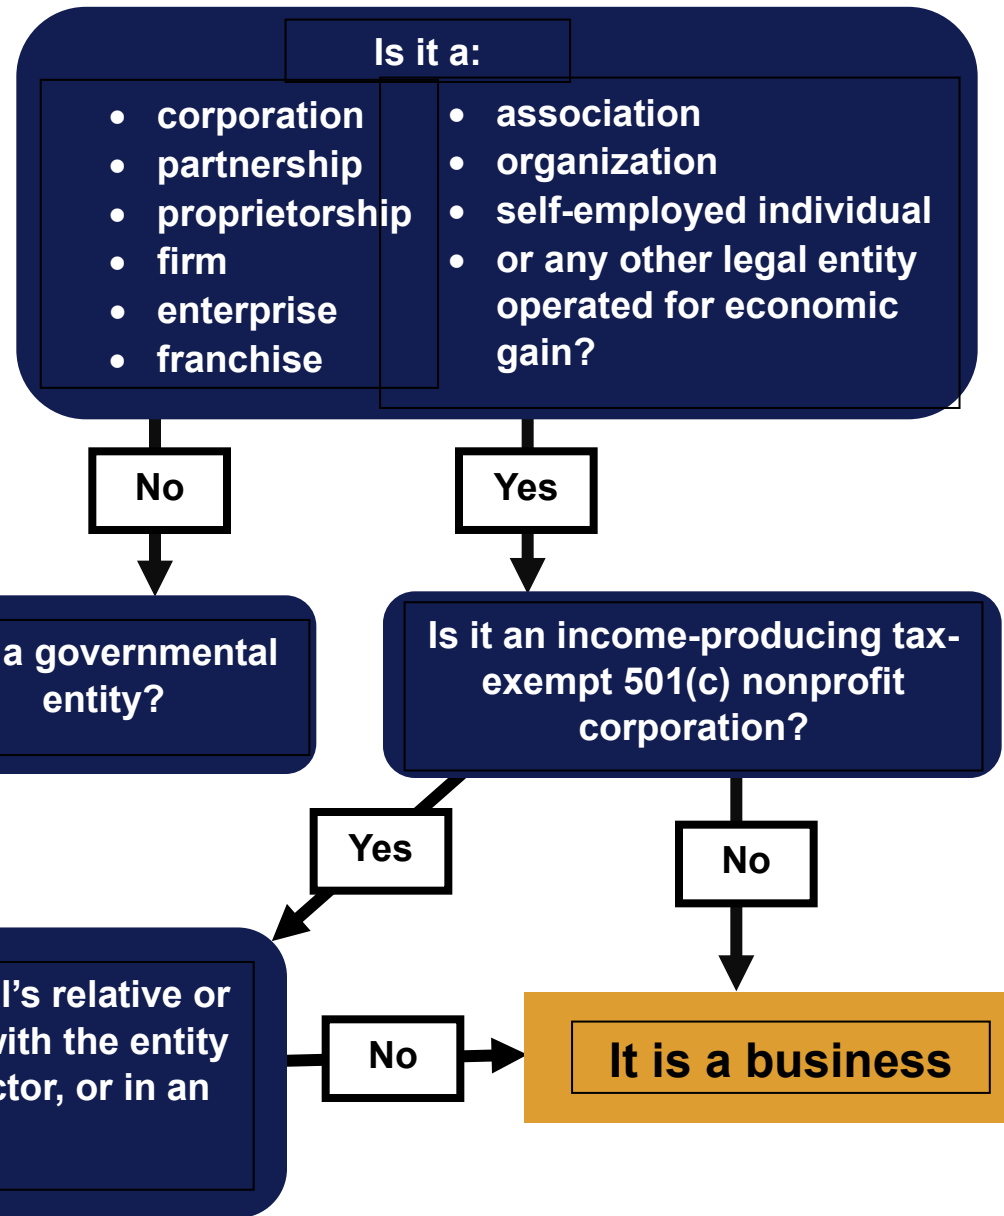 Is it a:
• corporation
• partnership
• proprietorship
• firm
• enterprise
• franchise
• association
• organization
• self-employed individual
• or any other legal entity
operated for economic
gain?
No
Yes
a governmental
entity?
Is it an income-producing tax-
exempt 501(c) nonprofit
corporation?
Yes
No
l’s relative or
with the entity
ctor, or in an
No
It is a business